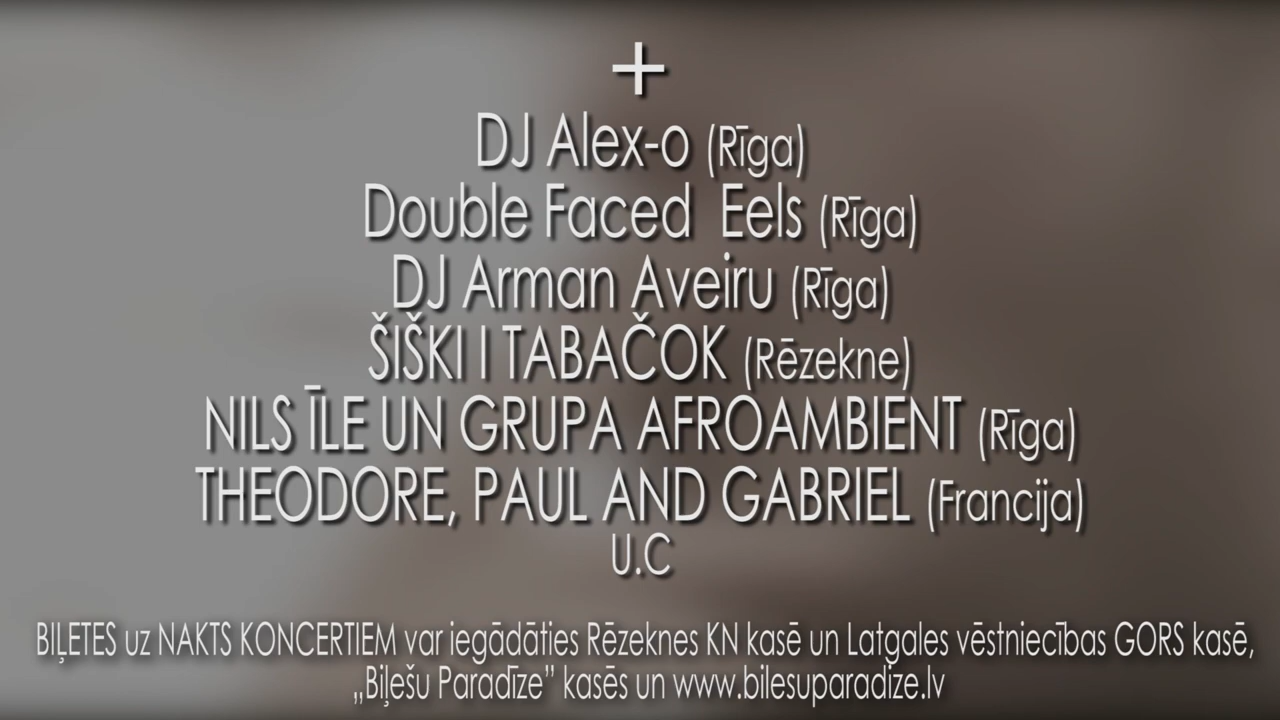 +
DJ Alex-o (Rīga)
Double Faced Eels (Rīga)
DJ Arman Aveiru (Rīga)
ŠIŠKI I TABAČOK (Rēzekne)
NILS ĪLE UN GRUPA AFROAMBIENT (Rīga)
THEODORE, PAUL AND GABRIEL (Francija)
U.C
BIĻETES uz NAKTS KONCERTIEM var iegādāties Rēzeknes KN kasē un Latgales vēstniecības GORS kasē,
„Biļešu Paradīze” kasēs un www.bilesuparadize.lv